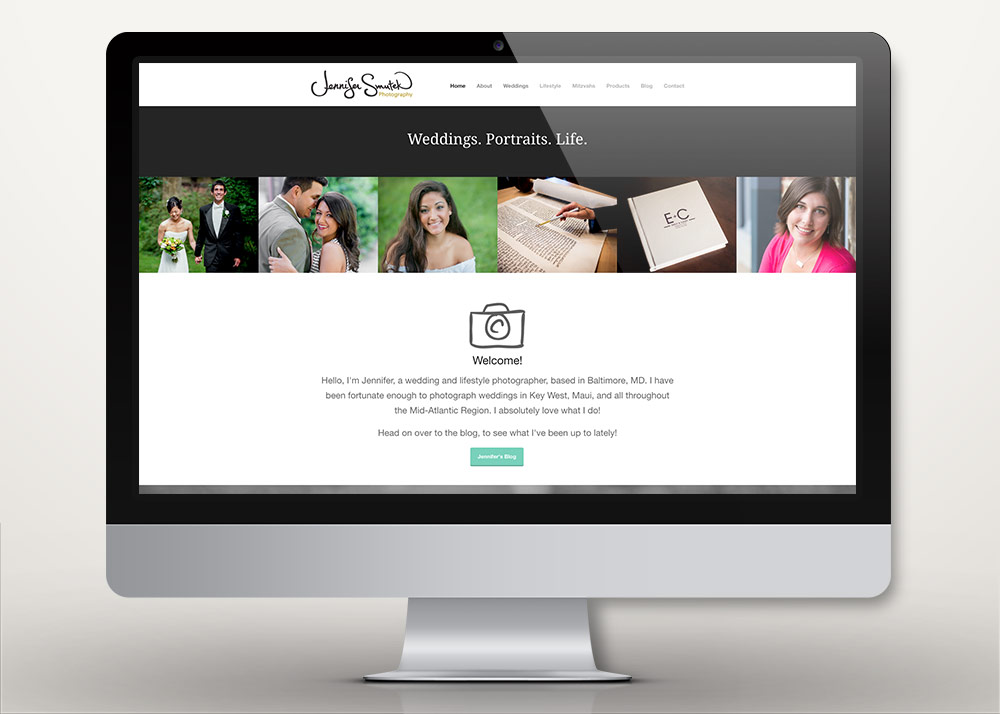 Jennifer Smutek
Photography
Home About Weddings Lifestyle Mitzvahs Products Blog Contact
Weddings. Portraits. Life.
E·C
Welcome!
Hello, I'm Jennifer, a wedding and lifestyle photographer, based in Baltimore, MD. I have
been fortunate enough to photograph weddings in Key West, Maui, and all throughout
the Mid-Atlantic Region. I absolutely love what I do!
Head on over to the blog, to see what I've been up to lately!
Jennifer's Blog